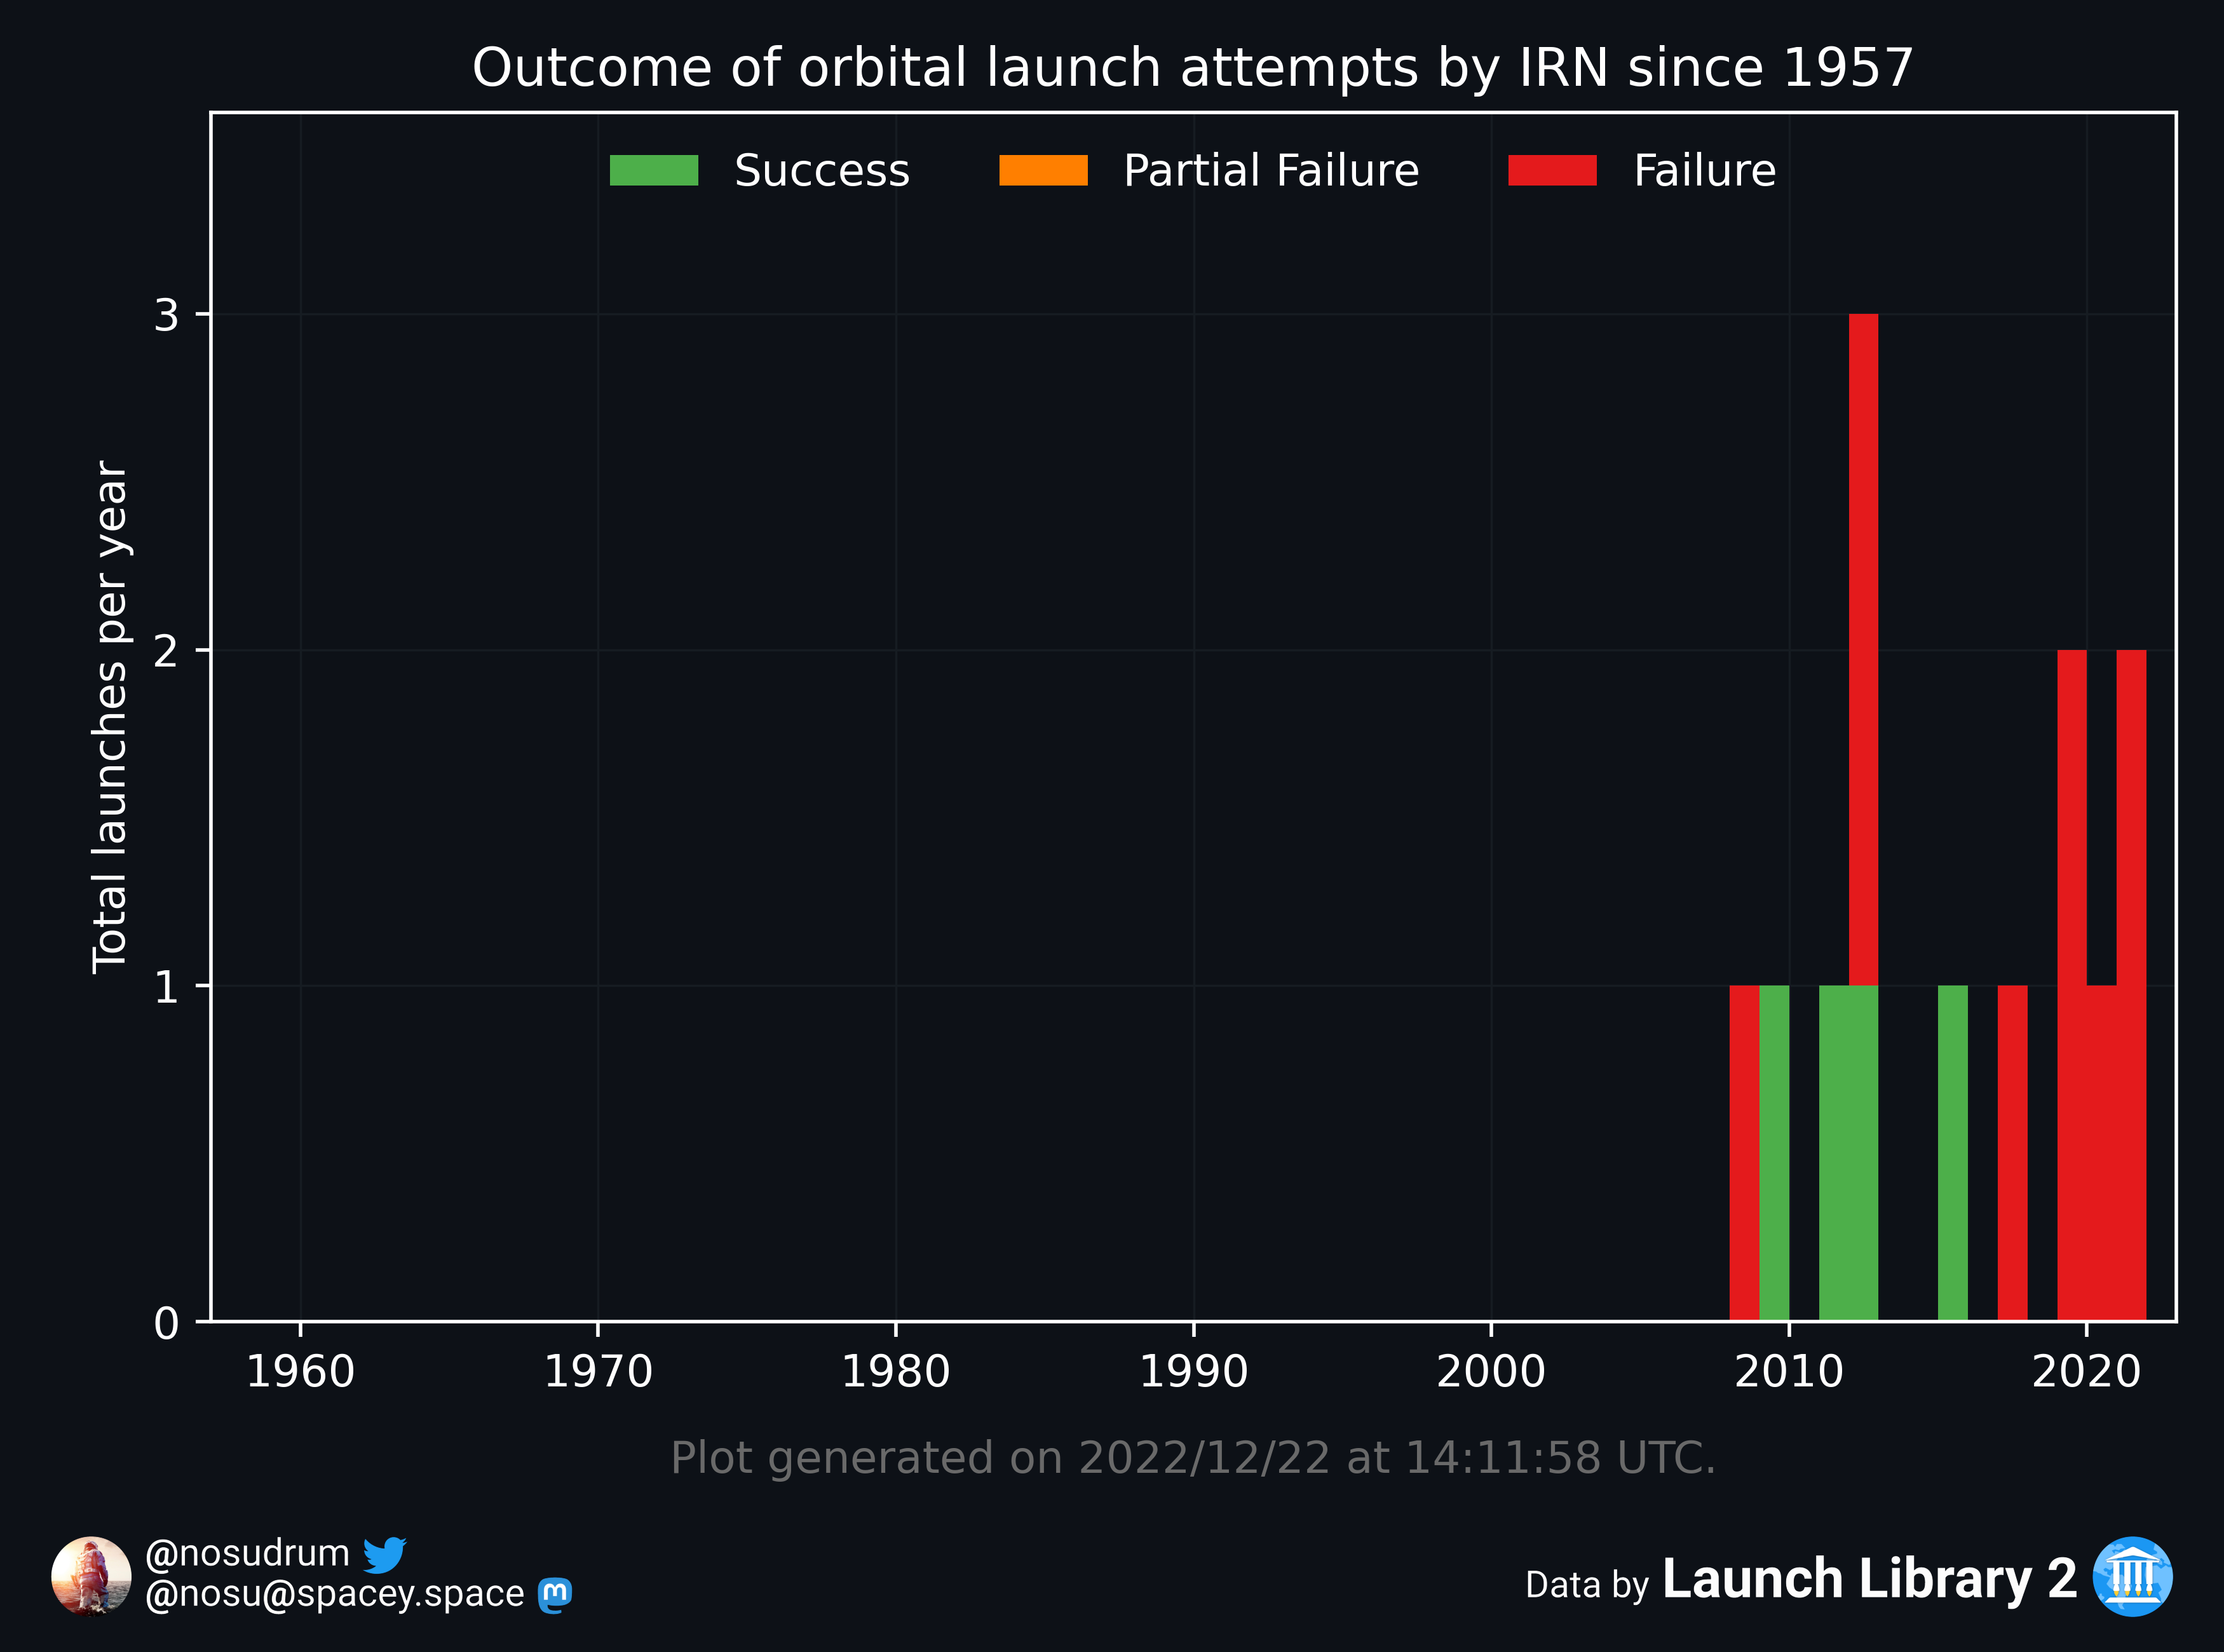 Outcome of orbital launch attempts by IRN since 1957
Success Partial Failure Failure
Total launches per year
3
2
1
0
1960 1970 1980 1990 2000 2010 2020
Plot generated on 2022/12/22 at 14:11:58 UTC.
@nosudrum
@nosu@spacey.space
Data by Launch Library 2